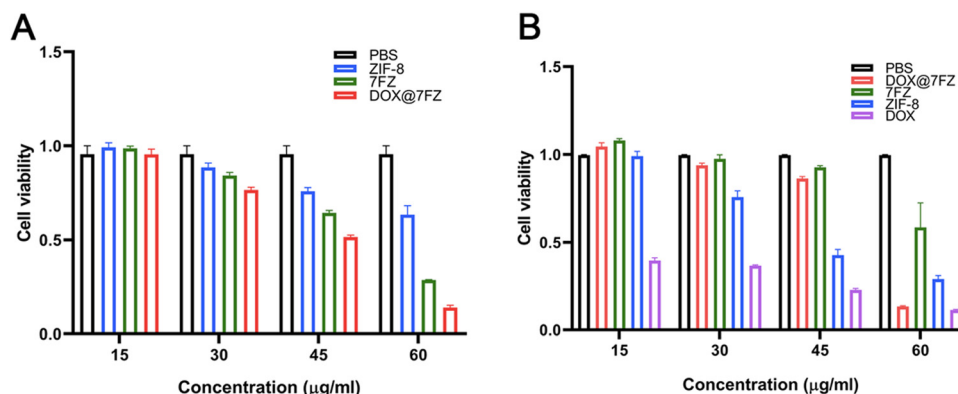 A
PBS
ZIF-8
7FZ
DOX@7FZ
Cell viability
1.5
1.0
0.5
0.0
15 30 45 60
Concentration (μg/ml)
B
PBS
DOX@7FZ
7FZ
ZIF-8
DOX
Cell viability
1.5
1.0
0.5
0.0
15 30 45 60
Concentration (μg/ml)